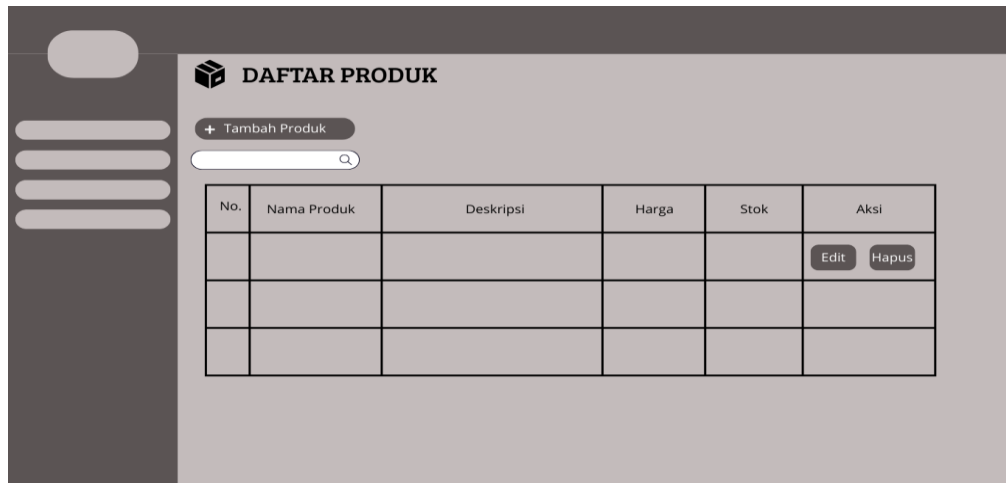 DAFTAR PRODUK
+ Tambah Produk
No. Nama Produk Deskripsi Harga Stok Aksi
Edit Hapus